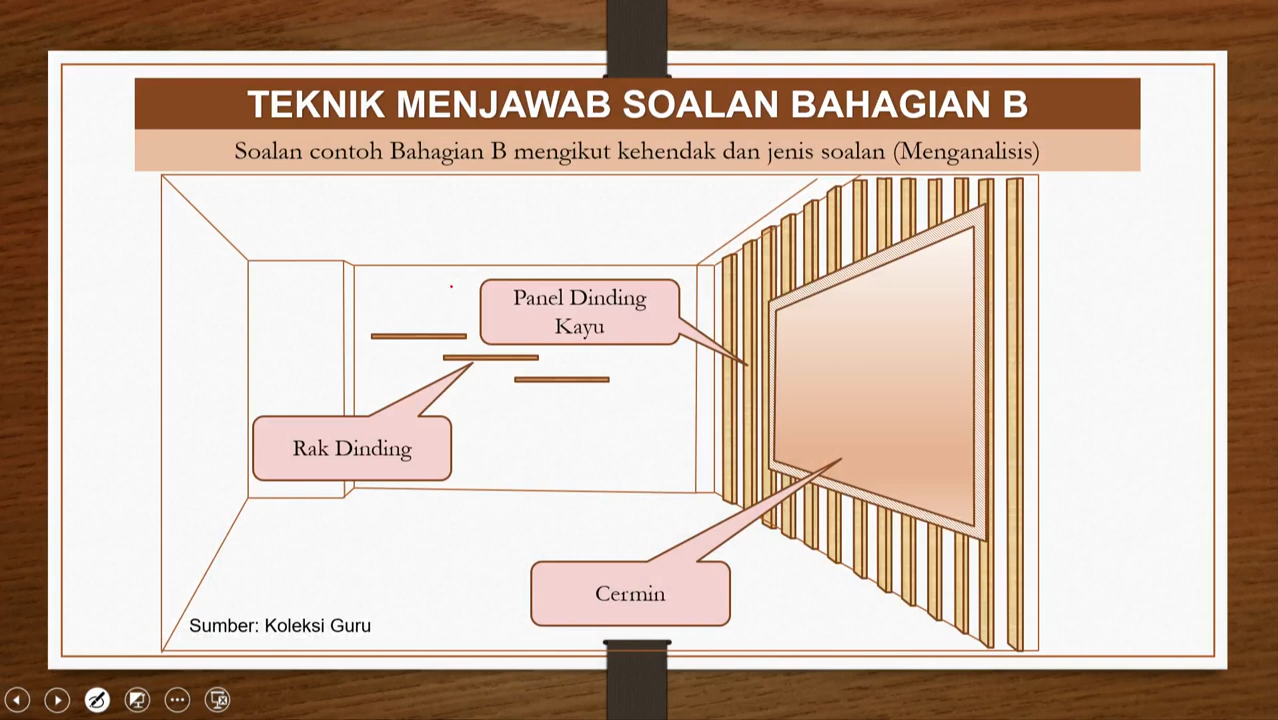 TEKNIK MENJAWAB SOALAN BAHAGIAN B
Soalan contoh Bahagian B mengikut kehendak dan jenis soalan (Menganalisis)
Panel Dinding
Kayu
Rak Dinding
Cermin
Sumber: Koleksi Guru